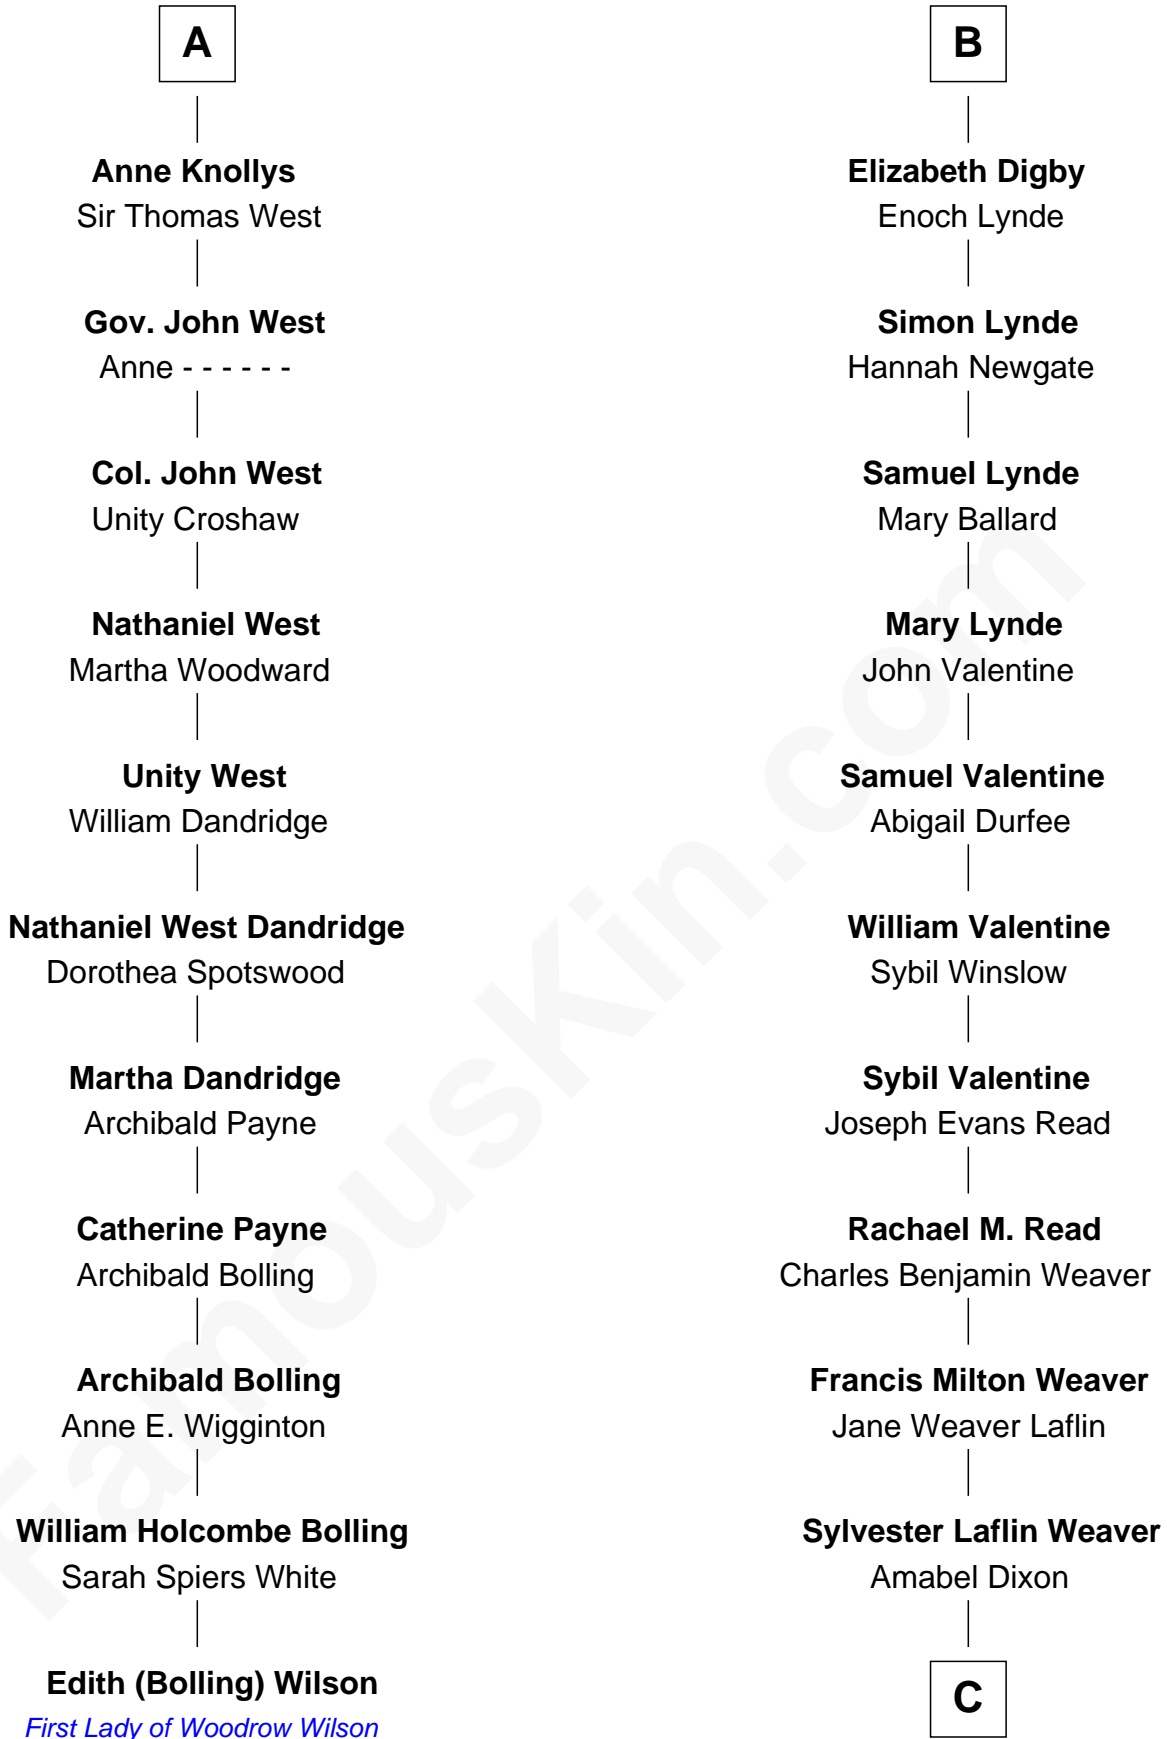 A
Anne Knollys
Sir Thomas West
Gov. John West
Anne - - - - - -
Col. John West
Unity Croshaw
Nathaniel West
Martha Woodward
Unity West
William Dandridge
Nathaniel West Dandridge
Dorothea Spotswood
Martha Dandridge
Archibald Payne
Catherine Payne
Archibald Bolling
Archibald Bolling
Anne E. Wigginton
William Holcombe Bolling
Sarah Spiers White
Edith (Bolling) Wilson
First Lady of Woodrow Wilson
B
Elizabeth Digby
Enoch Lynde
Simon Lynde
Hannah Newgate
Samuel Lynde
Mary Ballard
Mary Lynde
John Valentine
Samuel Valentine
Abigail Durfee
William Valentine
Sybil Winslow
Sybil Valentine
Joseph Evans Read
Rachael M. Read
Charles Benjamin Weaver
Francis Milton Weaver
Jane Weaver Laflin
Sylvester Laflin Weaver
Amabel Dixon
C
FamousKin.com